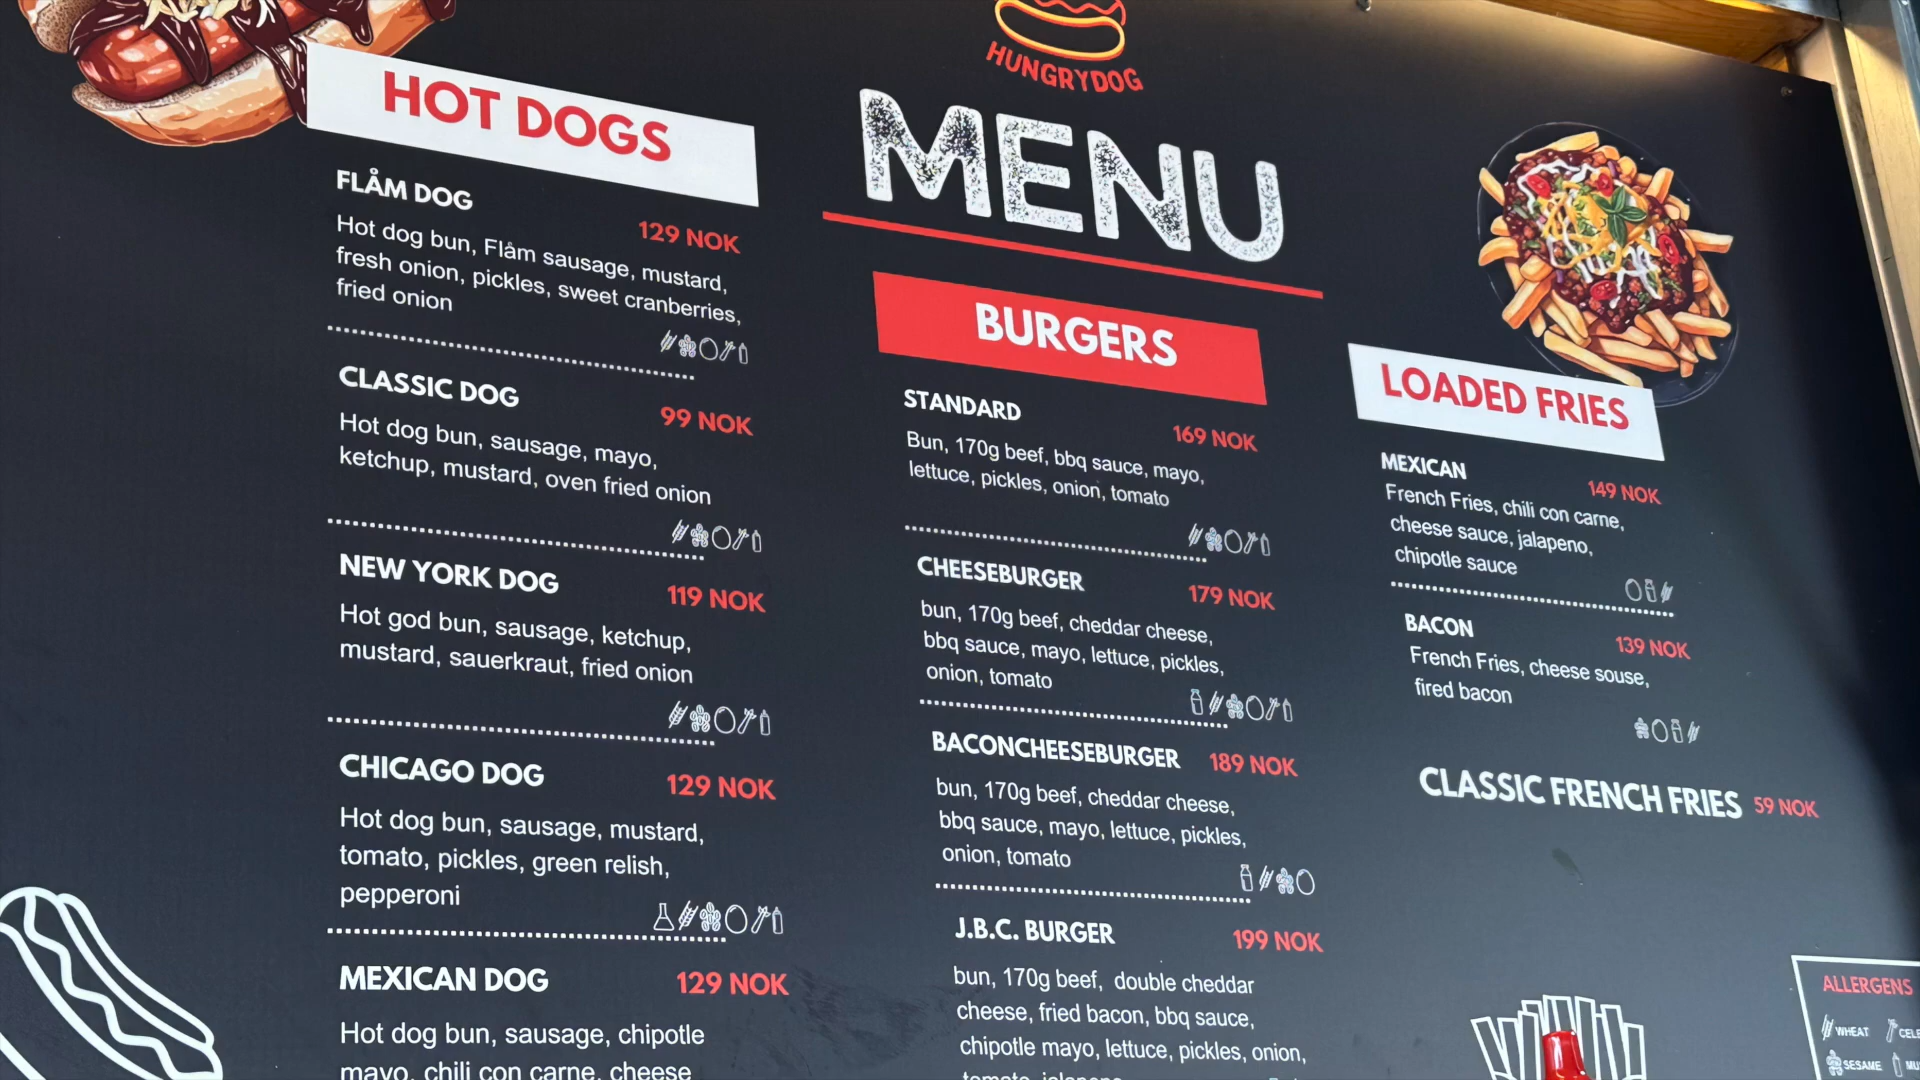 HUNGRYDOG
MENU
HOT DOGS
FLÅM DOG
129 NOK
Hot dog bun, Flåm sausage, mustard,
fresh onion, pickles, sweet cranberries,
fried onion
CLASSIC DOG
99 NOK
Hot dog bun, sausage, mayo,
ketchup, mustard, oven fried onion
NEW YORK DOG
119 NOK
Hot god bun, sausage, ketchup,
mustard, sauerkraut, fried onion
CHICAGO DOG
129 NOK
Hot dog bun, sausage, mustard,
tomato, pickles, green relish,
pepperoni
MEXICAN DOG
129 NOK
Hot dog bun, sausage, chipotle
mayo, chili con carne, cheese
BURGERS
STANDARD
169 NOK
Bun, 170g beef, bbq sauce, mayo,
lettuce, pickles, onion, tomato
CHEESEBURGER
179 NOK
bun, 170g beef, cheddar cheese,
bbq sauce, mayo, lettuce, pickles,
onion, tomato
BACONCHEESEBURGER 189 NOK
bun, 170g beef, cheddar cheese,
bbq sauce, mayo, lettuce, pickles,
onion, tomato
J.B.C. BURGER
199 NOK
bun, 170g beef, double cheddar
cheese, fried bacon, bbq sauce,
chipotle mayo, lettuce, pickles, onion,
LOADED FRIES
MEXICAN
149 NOK
French Fries, chili con carne,
cheese sauce, jalapeno,
chipotle sauce
BACON
139 NOK
French Fries, cheese souse,
fired bacon
CLASSIC FRENCH FRIES 59 NOK
ALLERGENS
WHEAT
SESAME